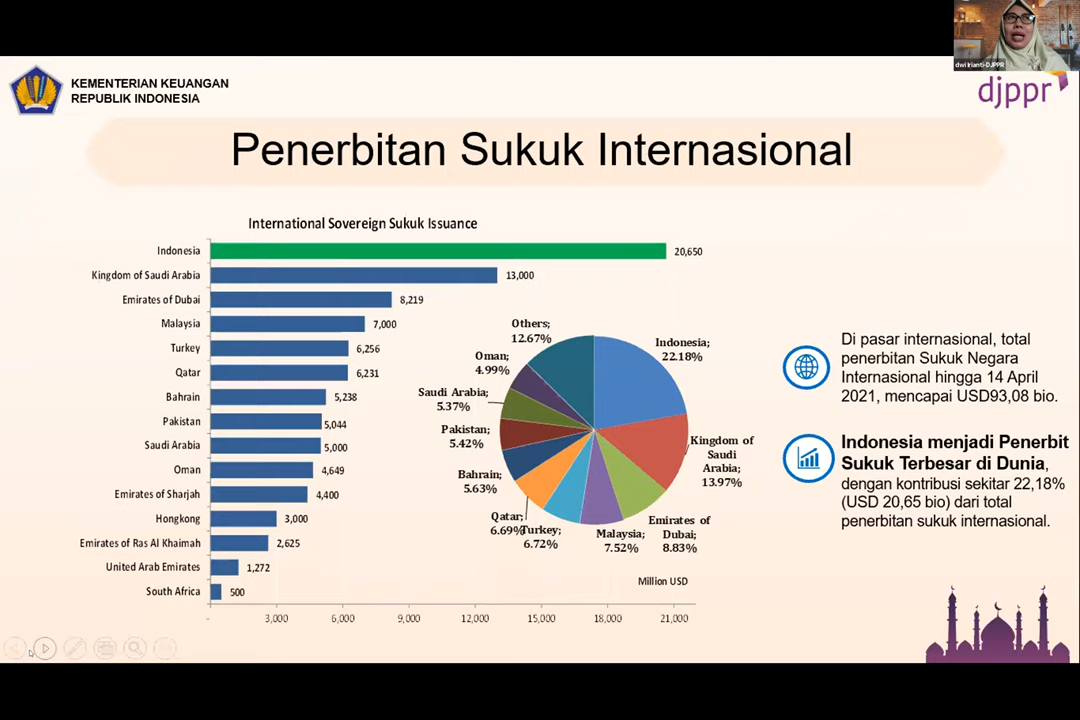 dwi Irianti-DJPPR
KEMENTERIAN KEUANGAN
REPUBLIK INDONESIA
djppr
Penerbitan Sukuk Internasional
International Sovereign Sukuk Issuance
Indonesia 20,650
Kingdom of Saudi Arabia 13,000
Emirates of Dubai 8,219
Malaysia 7,000
Turkey 6,256
Qatar 6,231
Bahrain 5,238
Pakistan 5,044
Saudi Arabia 5,000
Oman 4,649
Emirates of Sharjah 4,400
Hongkong 3,000
Emirates of Ras Al Khaimah 2,625
United Arab Emirates 1,272
South Africa 500
- 3,000 6,000 9,000 12,000 15,000 18,000 21,000
Million USD
Indonesia;
22.18%
Kingdom of
Saudi
Arabia;
13.97%
Emirates of
Dubai;
8.83%
Malaysia;
7.52%
Turkey;
6.72%
Qatar;
6.69%
Bahrain;
5.63%
Pakistan;
5.42%
Saudi Arabia;
5.37%
Oman;
4.99%
Others;
12.67%
Di pasar internasional, total
penerbitan Sukuk Negara
Internasional hingga 14 April
2021, mencapai USD93,08 bio.
Indonesia menjadi Penerbit
Sukuk Terbesar di Dunia,
dengan kontribusi sekitar 22,18%
(USD 20,65 bio) dari total
penerbitan sukuk internasional.